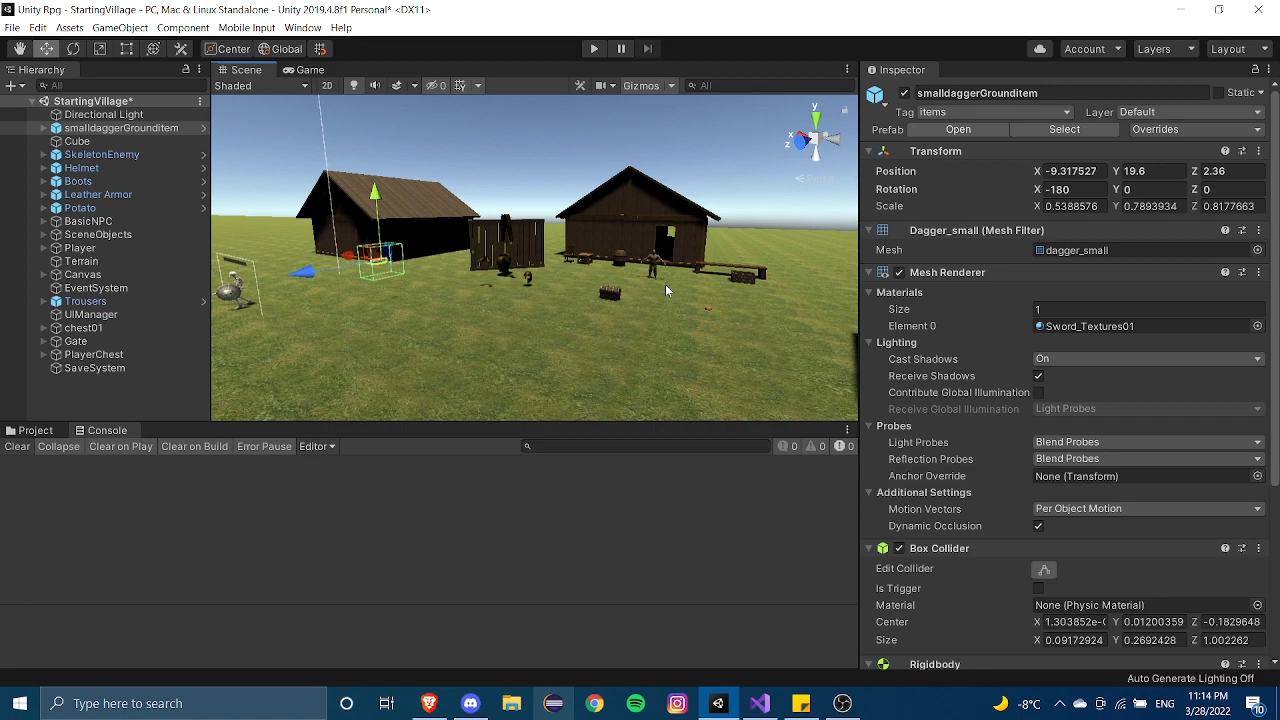 Unity Rpg - StartingVillage - PC, Mac & Linux Standalone - Unity 2019.4.8f1 Personal* <DX11>
File Edit Assets GameObject Component Mobile Input Window Help
Center Global Account Layers Layout
Hierarchy Scene Game Inspector
All Shaded 2D 0 Gizmos All
smalldaggerGrounditem Static
StartingVillage*
Directional Light
smalldaggerGrounditem
Cube
SkeletonEnemy
Helmet
Boots
Leather Armor
Potato
BasicNPC
SceneObjects
Player
Terrain
Canvas
EventSystem
Trousers
UIManager
chest01
Gate
PlayerChest
SaveSystem
y
x
z
Persp
Tag items Layer Default
Prefab Open Select Overrides
Transform
Position X -9.317527 Y 19.6 Z 2.36
Rotation X -180 Y 0 Z 0
Scale X 0.5388576 Y 0.7893934 Z 0.8177663
Dagger_small (Mesh Filter)
Mesh dagger_small
Mesh Renderer
Materials
Size 1
Element 0 Sword_Textures01
Lighting
Cast Shadows On
Receive Shadows
Contribute Global Illumination
Receive Global Illumination Light Probes
Probes
Light Probes Blend Probes
Reflection Probes Blend Probes
Anchor Override None (Transform)
Additional Settings
Motion Vectors Per Object Motion
Dynamic Occlusion
Box Collider
Edit Collider
Is Trigger
Material None (Physic Material)
Center X 1.303852e-0 Y 0.01200359 Z -0.1829648
Size X 0.09172924 Y 0.2692428 Z 1.002262
Rigidbody
Project Console
Clear Collapse Clear on Play Clear on Build Error Pause Editor 0 0 0
Auto Generate Lighting Off
Type here to search
-8°C
11:14 PM
3/28/2022
10